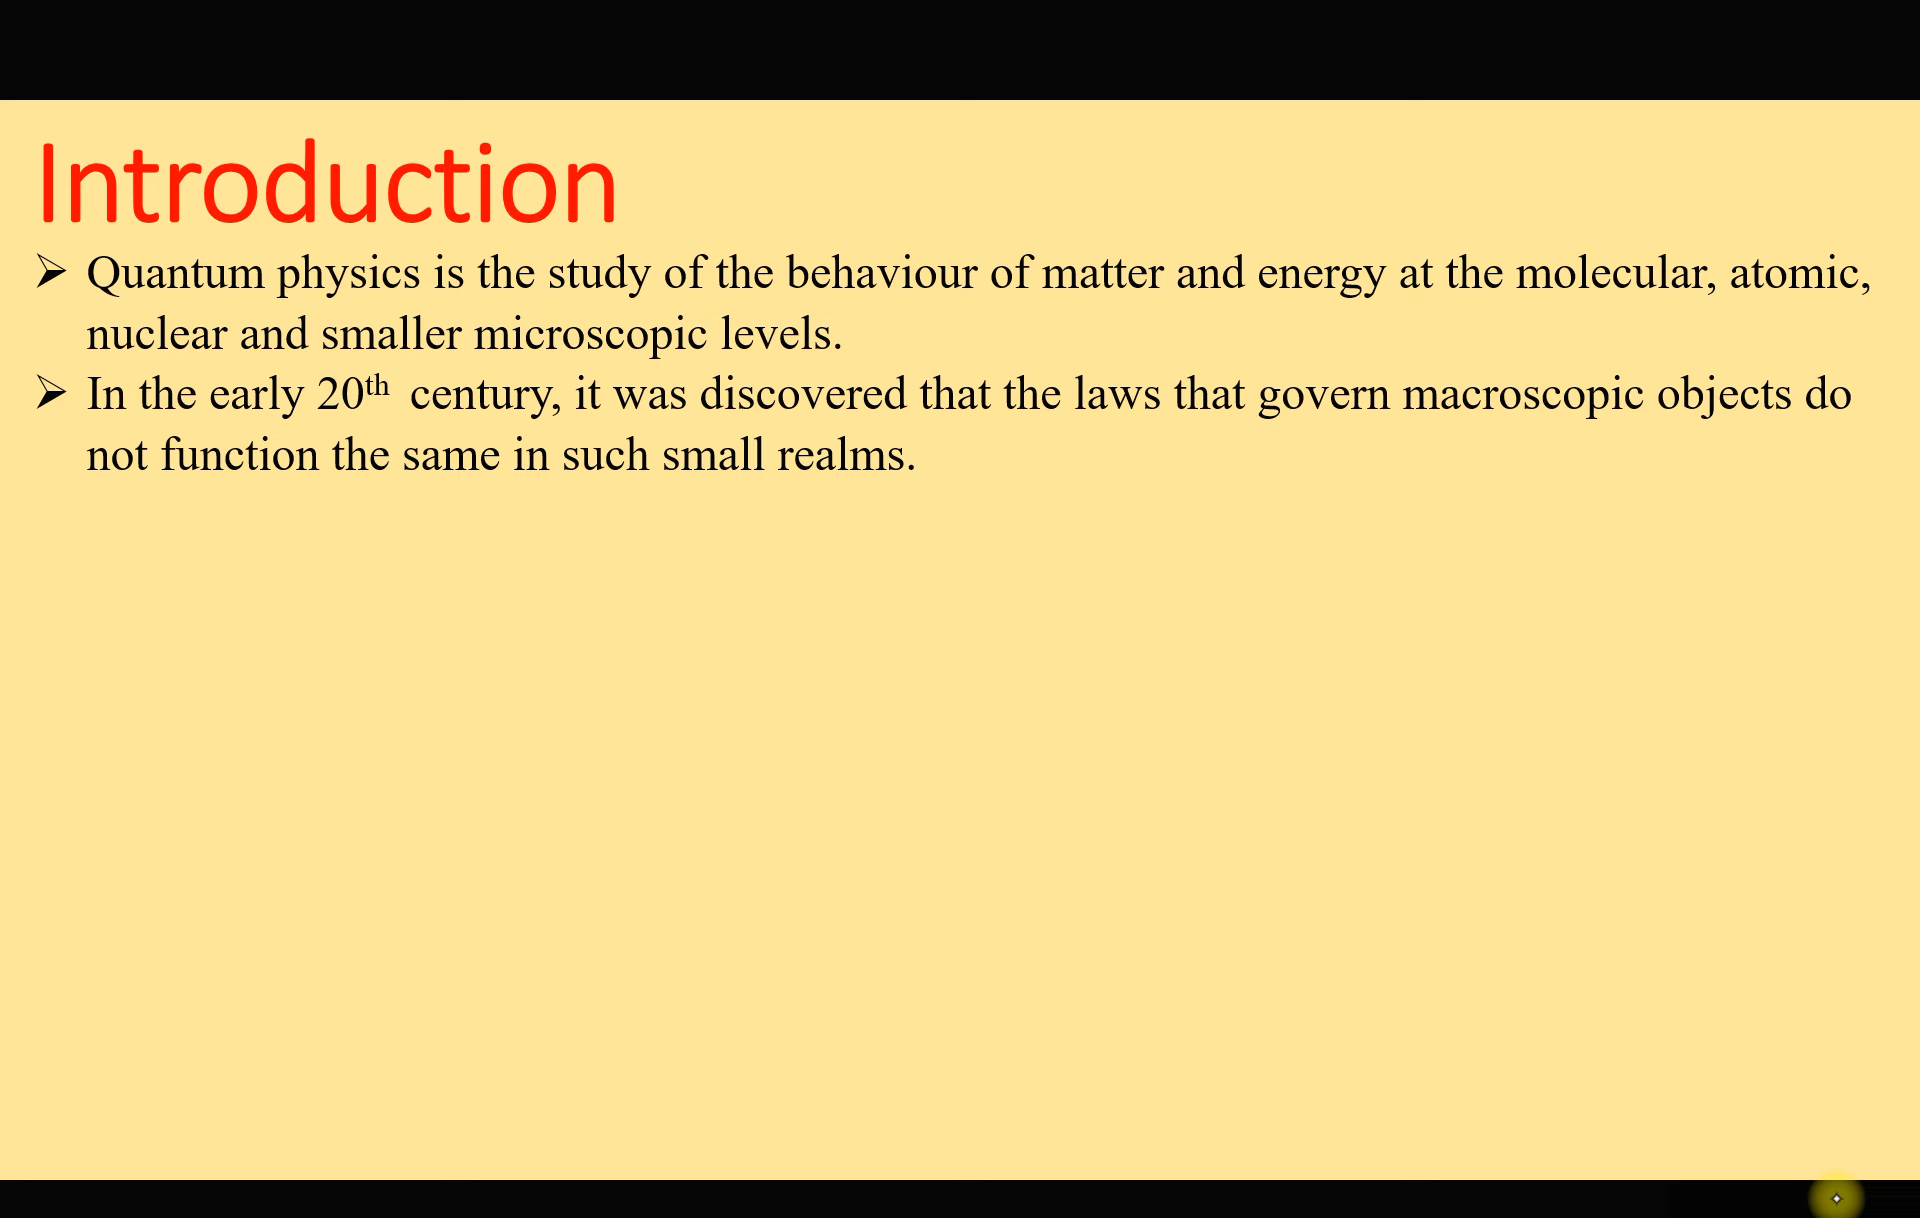 Introduction
➢ Quantum physics is the study of the behaviour of matter and energy at the molecular, atomic,
nuclear and smaller microscopic levels.
➢ In the early 20th century, it was discovered that the laws that govern macroscopic objects do
not function the same in such small realms.